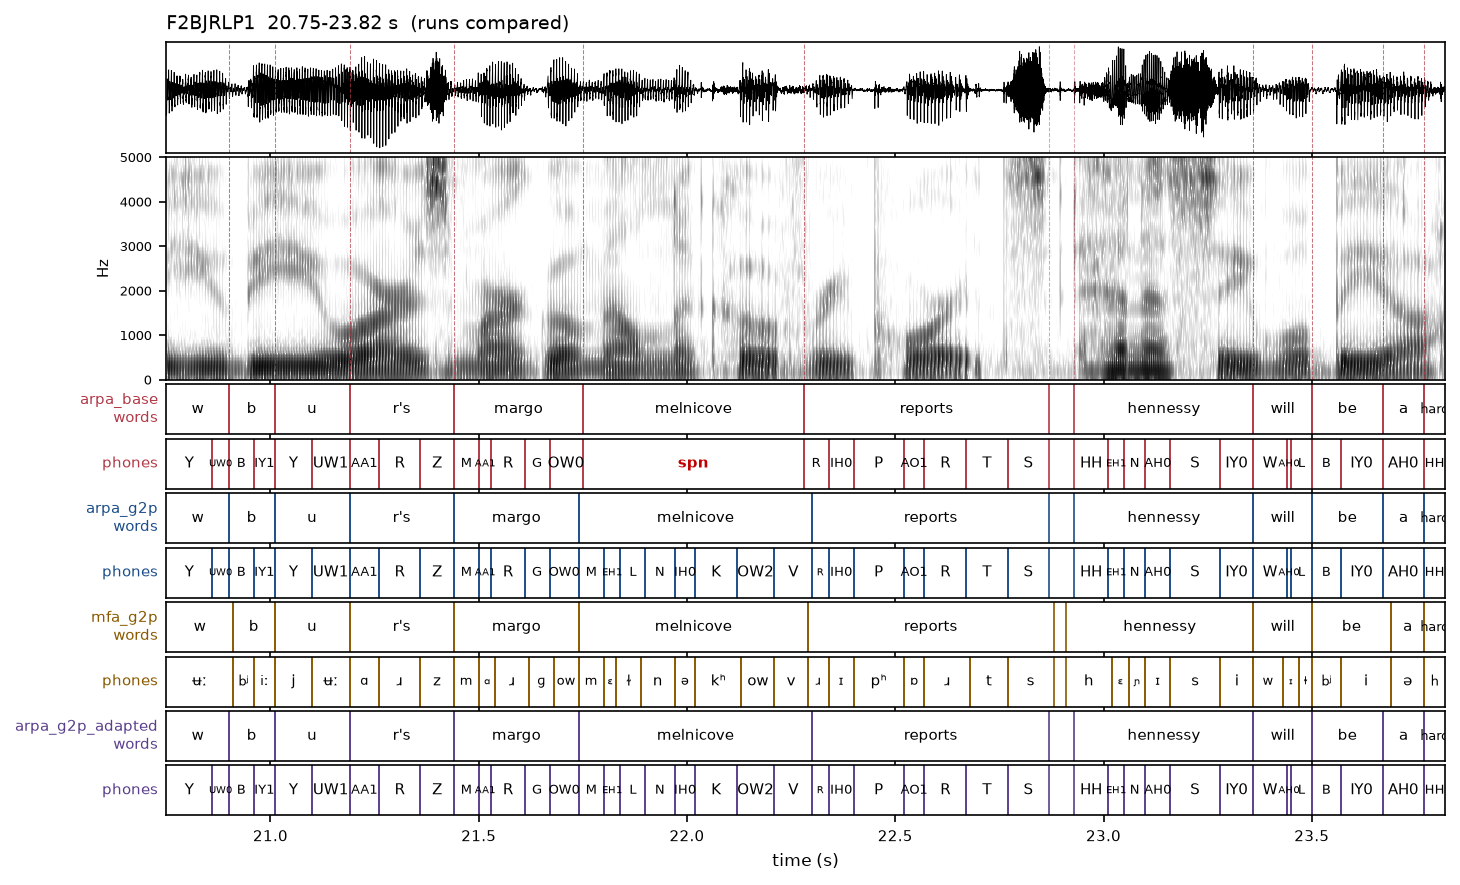 F2BJRLP1 20.75-23.82 s (runs compared)
5000
4000
3000
2000
1000
0
Hz
arpa_base words w b u r's margo melnicove reports hennessy will be a hard
phones Y UW0 B IY1 Y UW1 AA1 R Z M AA1 R G OW0 spn R IH0 P AO1 R T S HH EH1 N AH0 S IY0 W AH0 L B IY0 AH0 HH
arpa_g2p words w b u r's margo melnicove reports hennessy will be a hard
phones Y UW0 B IY1 Y UW1 AA1 R Z M AA1 R G OW0 M EH1 L N IH0 K OW2 V R IH0 P AO1 R T S HH EH1 N AH0 S IY0 W AH0 L B IY0 AH0 HH
mfa_g2p words w b u r's margo melnicove reports hennessy will be a hard
phones ʉː bʲ iː j ʉː ɑ ɹ z m ɑ ɹ ɡ ow m ɛ ɫ n ə kʰ ow v ɹ ɪ pʰ ɒ ɹ t s h ɛ ɲ ɪ s i w ɪ ɫ bʲ i ə h
arpa_g2p_adapted words w b u r's margo melnicove reports hennessy will be a hard
phones Y UW0 B IY1 Y UW1 AA1 R Z M AA1 R G OW0 M EH1 L N IH0 K OW2 V R IH0 P AO1 R T S HH EH1 N AH0 S IY0 W AH0 L B IY0 AH0 HH
21.0 21.5 22.0 22.5 23.0 23.5
time (s)